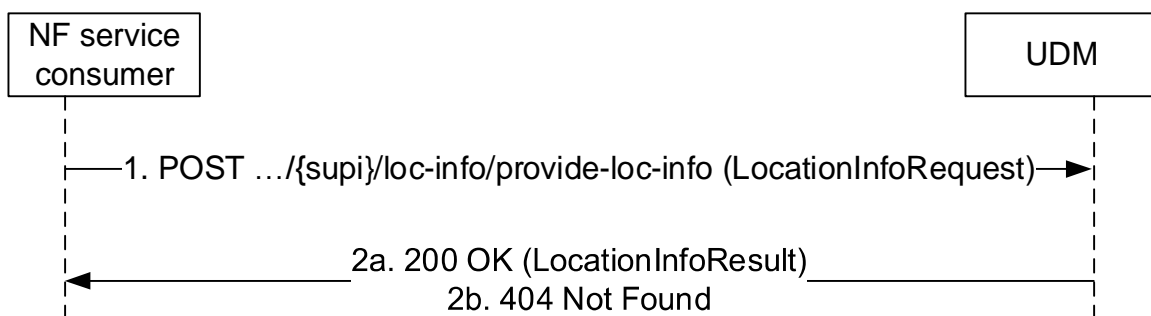 NF service
consumer
UDM
1. POST …/{supi}/loc-info/provide-loc-info (LocationInfoRequest)
2a. 200 OK (LocationInfoResult)
2b. 404 Not Found